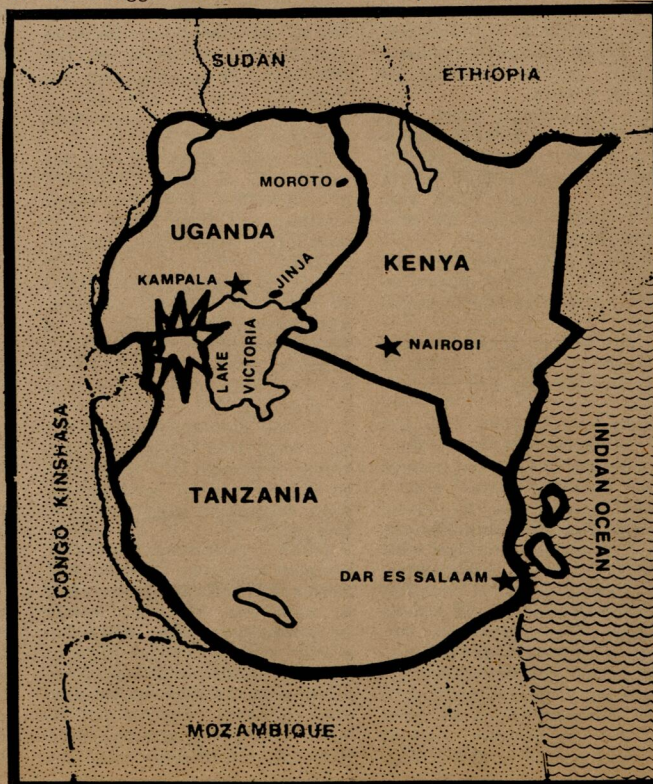 SUDAN
ETHIOPIA
MOROTO
UGANDA
KENYA
KAMPALA
JINJA
NAIROBI
LAKE
VICTORIA
CONGO KINSHASA
TANZANIA
INDIAN OCEAN
DAR ES SALAAM
MOZAMBIQUE